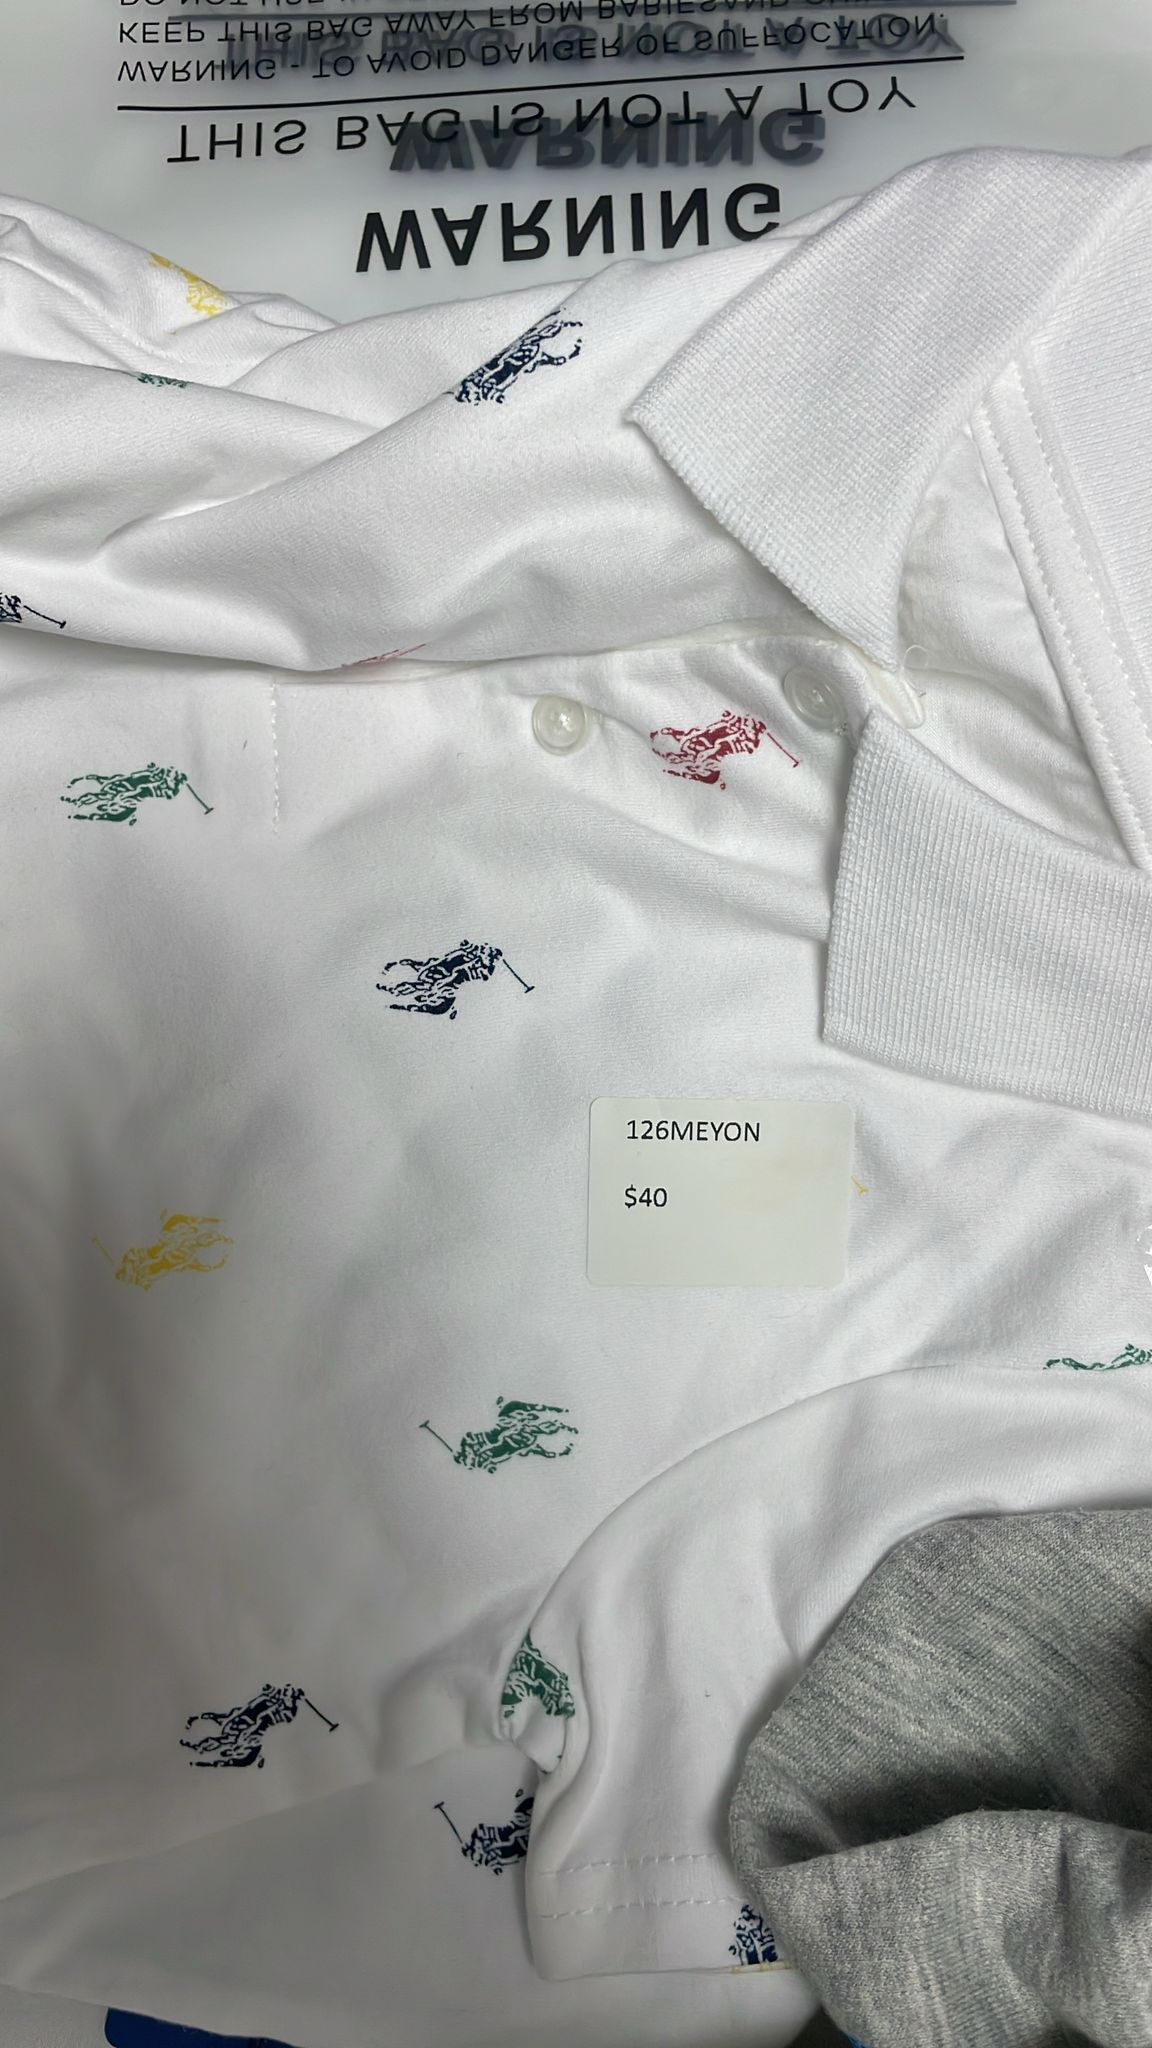 WARNING
THIS BAG IS NOT A TOY
WARNING - TO AVOID DANGER OF SUFFOCATION.
KEEP THIS BAG AWAY FROM BABIES AND
126MEYON
$40